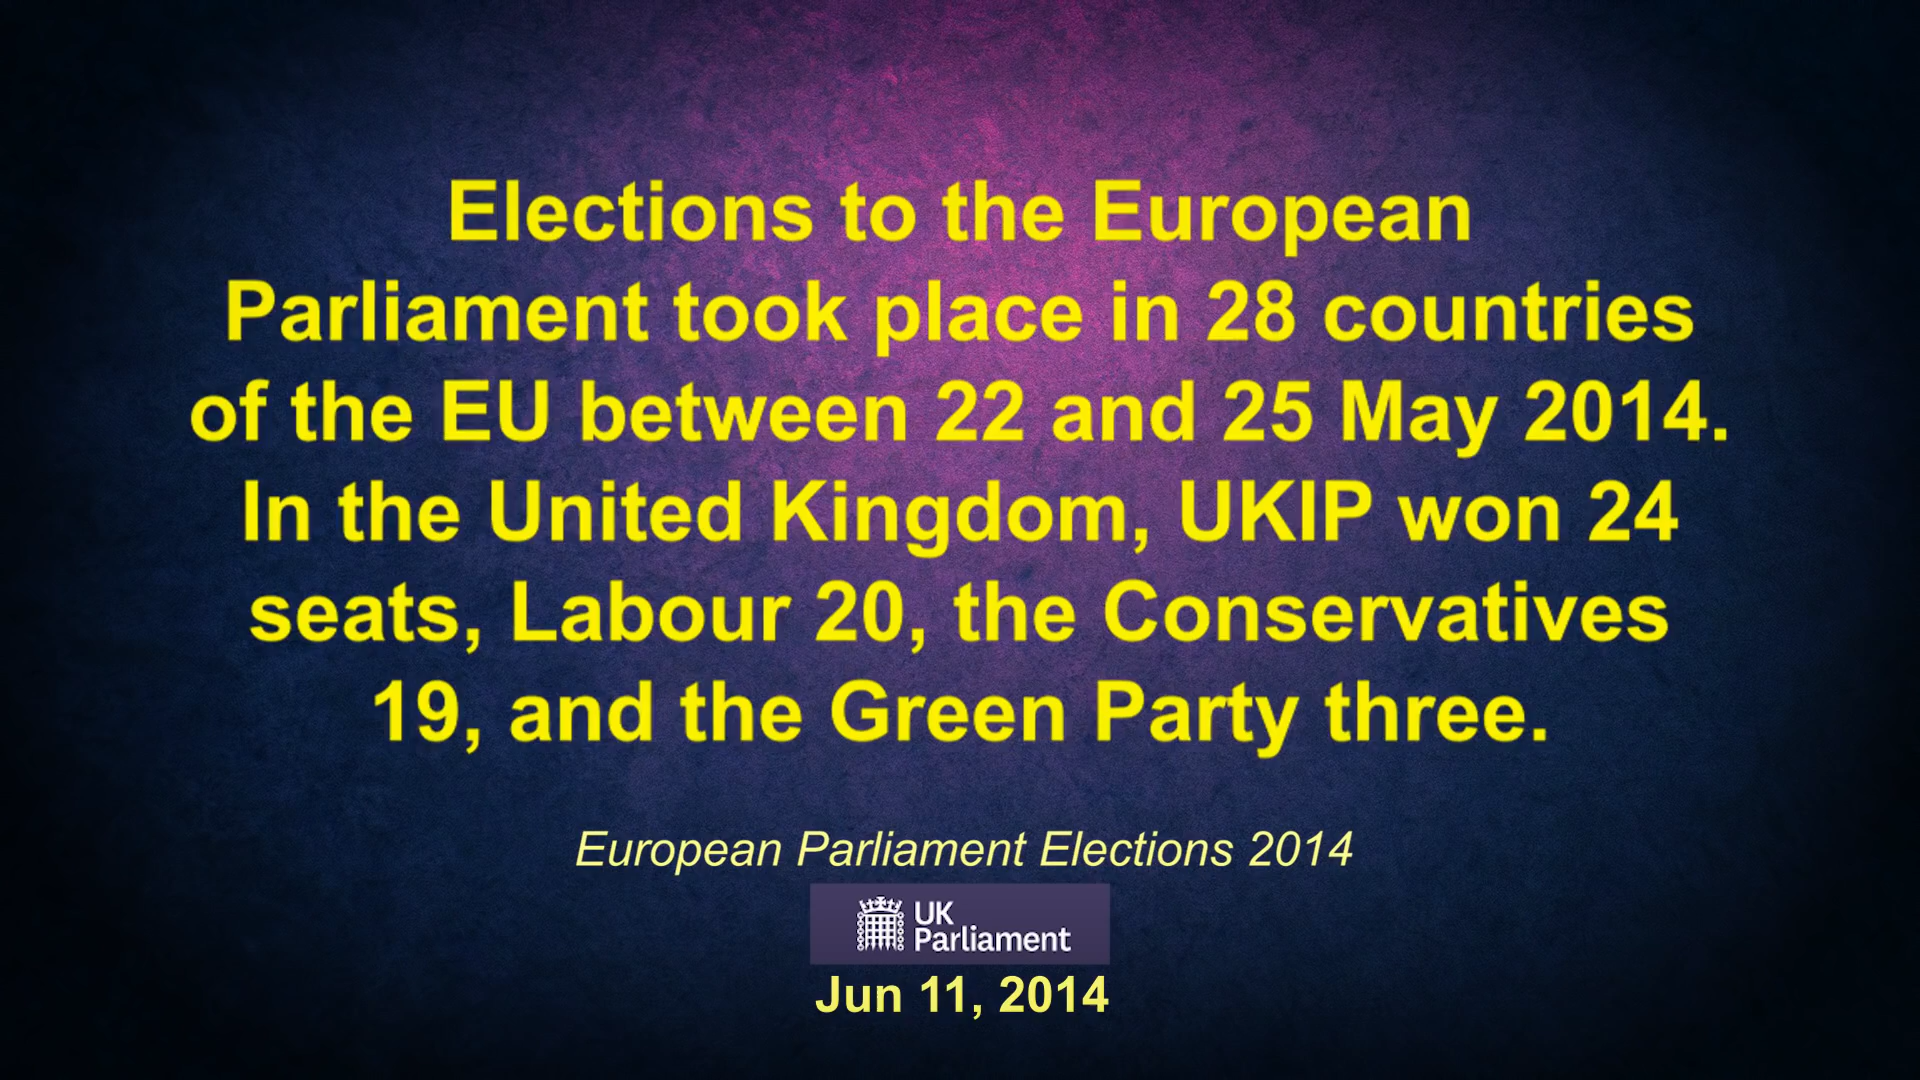 Elections to the European
Parliament took place in 28 countries
of the EU between 22 and 25 May 2014.
In the United Kingdom, UKIP won 24
seats, Labour 20, the Conservatives
19, and the Green Party three.
European Parliament Elections 2014
UK
Parliament
Jun 11, 2014